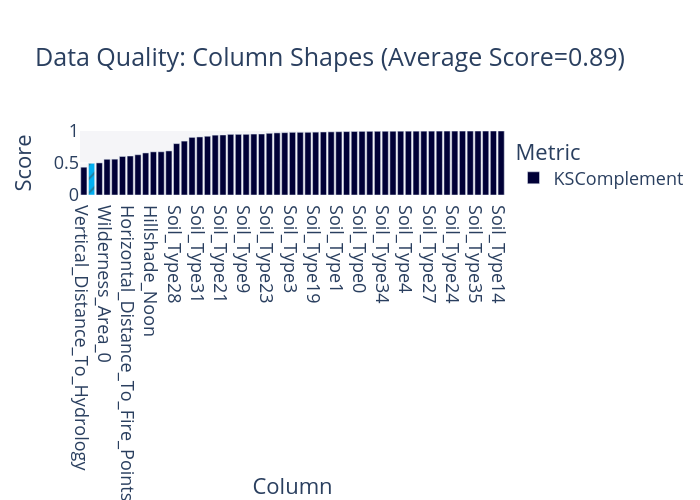 Data Quality: Column Shapes (Average Score=0.89)
Score
1
0.5
0
Metric
KSComplement
Vertical_Distance_To_Hydrology
Wilderness_Area_0
Horizontal_Distance_To_Fire_Points
Hillshade_Noon
Soil_Type28
Soil_Type31
Soil_Type21
Soil_Type9
Soil_Type23
Soil_Type3
Soil_Type19
Soil_Type1
Soil_Type0
Soil_Type34
Soil_Type4
Soil_Type27
Soil_Type24
Soil_Type35
Soil_Type14
Column